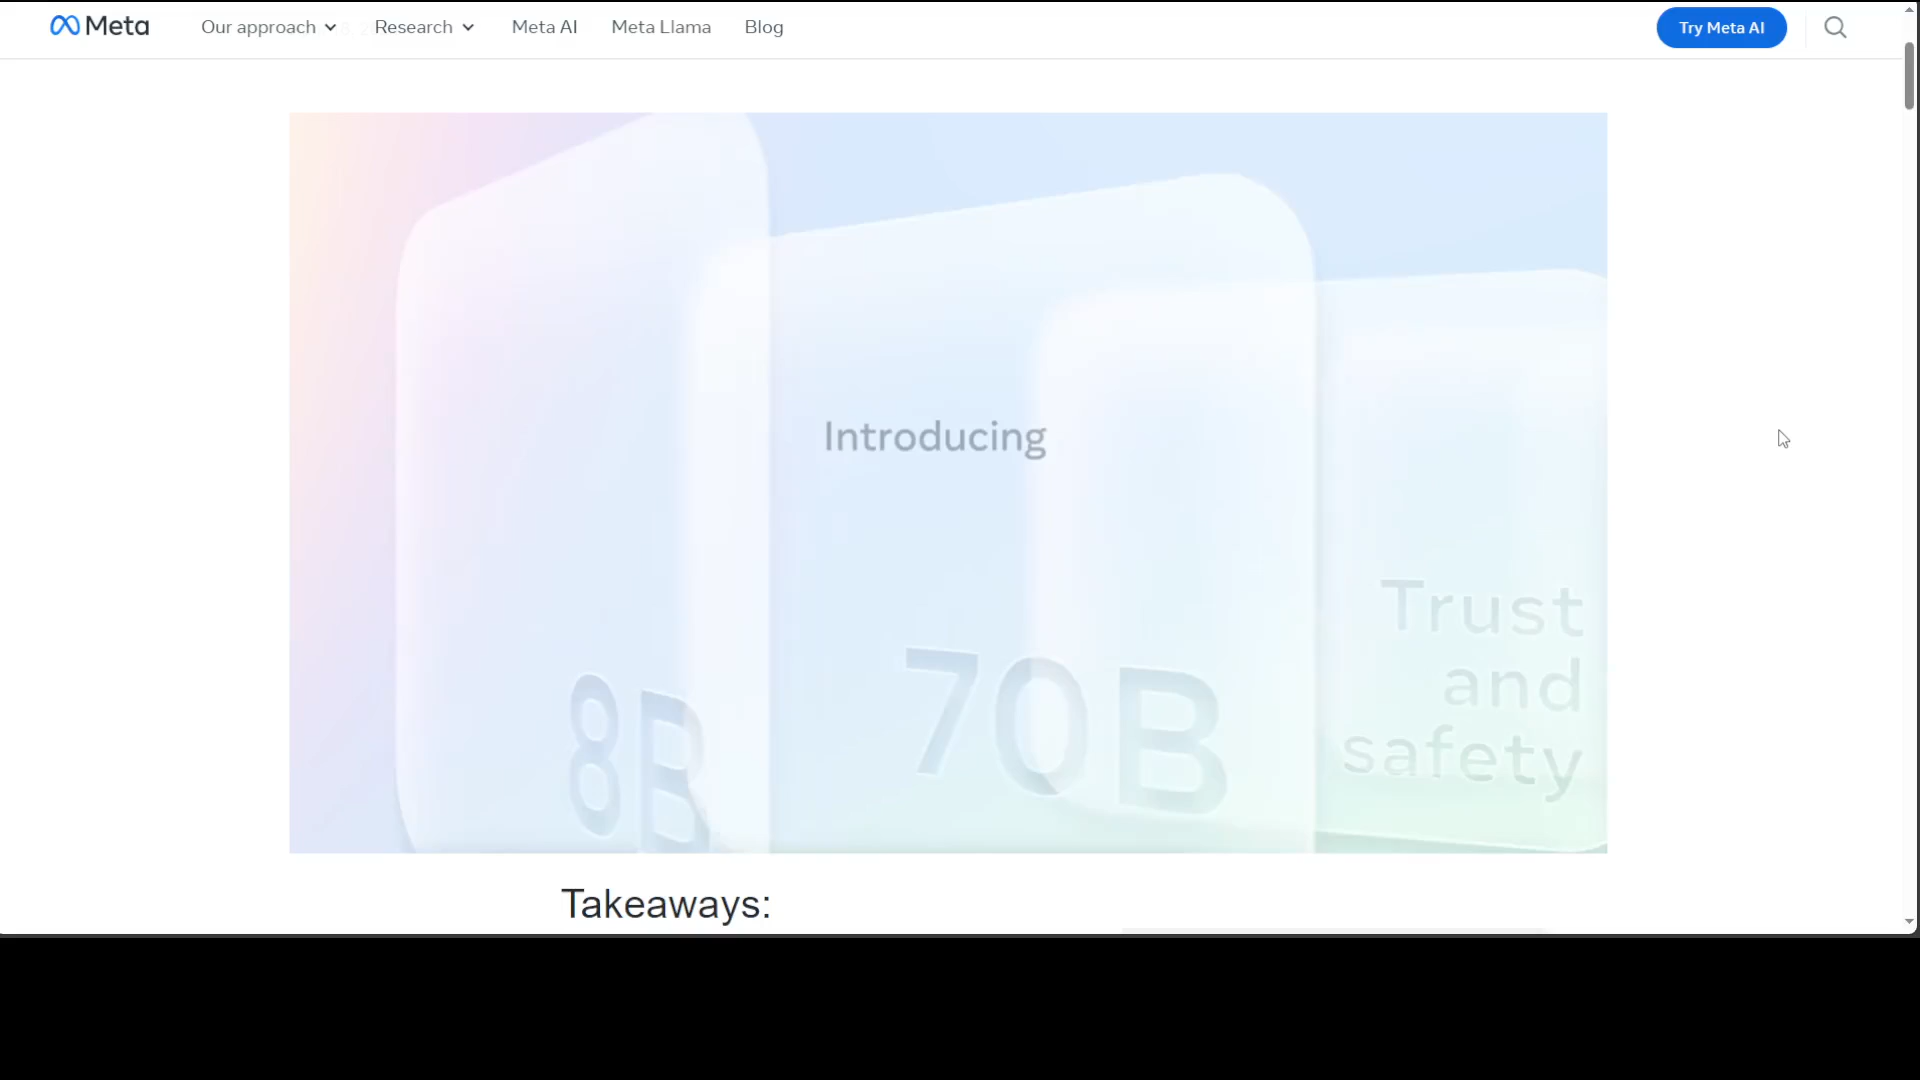 Meta
Our approach
Research
Meta AI
Meta Llama
Blog
Try Meta AI
Introducing
8B
70B
Trust
and
safety
Takeaways: